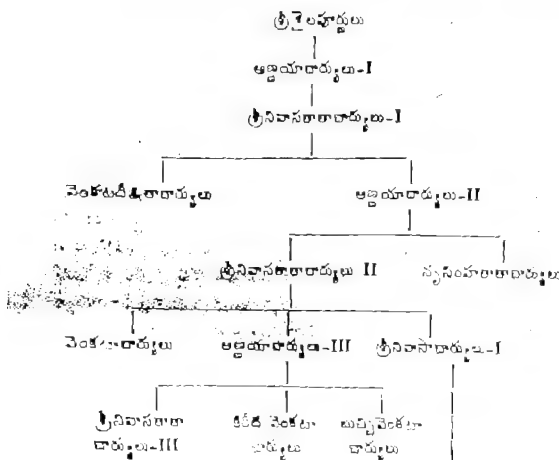 శ్రీశైలపూర్ణులు
అణ్ణయాచార్యులు-I
శ్రీనివాసతాతాచార్యులు-I
వెంకటదీక్షితాచార్యులు అణ్ణయాచార్యులు-II
శ్రీనివాసతాతాచార్యులు II నృసింహతాతాచార్యులు
వెంకటాచార్యులు అణ్ణయాచార్యులు-III శ్రీనివాసాచార్యులు-I
శ్రీనివాసతాతా వెంకటా బుచ్చివెంకటా
చార్యులు-III చార్యులు చార్యులు